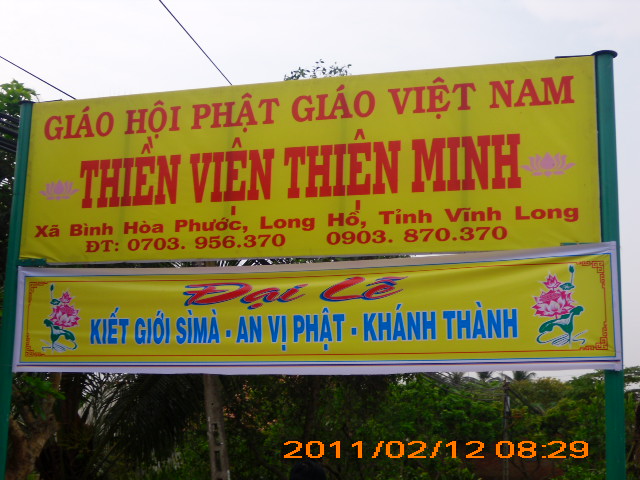 GIÁO HỘI PHẬT GIÁO VIỆT NAM
THIỀN VIỆN THIỆN MINH
Xã Bình Hòa Phước, Long Hồ, Tỉnh Vĩnh Long
ĐT: 0703. 956.370 0903. 870.370
Đại Lễ
KIẾT GIỚI SÌMÀ - AN VỊ PHẬT - KHÁNH THÀNH
2011/02/12 08:29